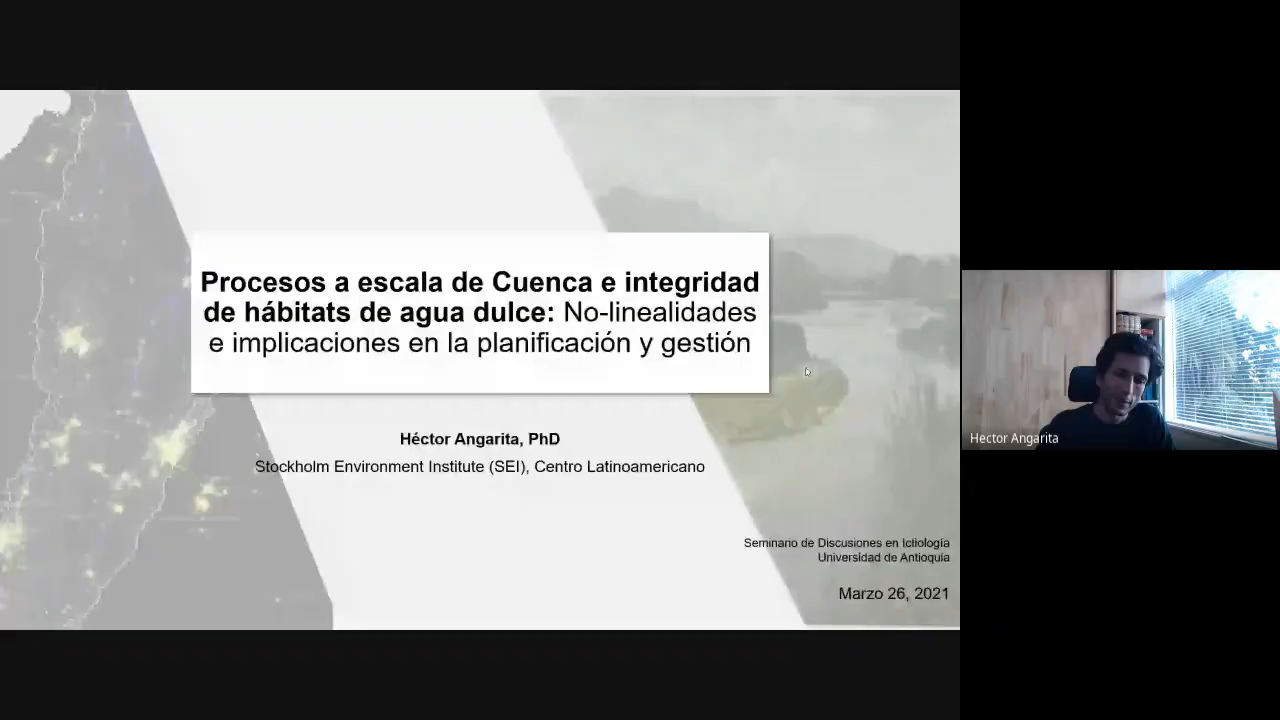 Procesos a escala de Cuenca e integridad
de hábitats de agua dulce: No-linealidades
e implicaciones en la planificación y gestión
Héctor Angarita, PhD
Stockholm Environment Institute (SEI), Centro Latinoamericano
Seminario de Discusiones en Ictiología
Universidad de Antioquia
Marzo 26, 2021
Hector Angarita